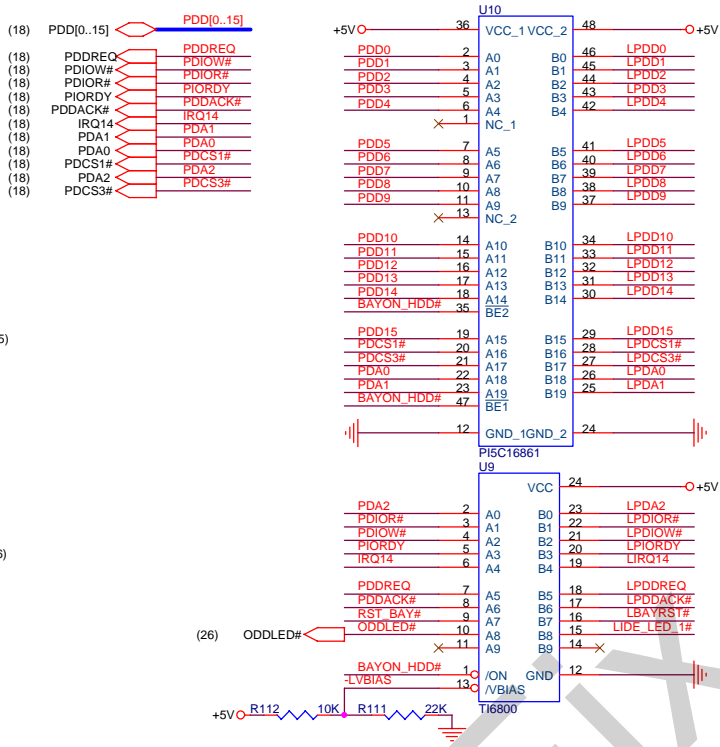 (18) PDD[0..15] PDD[0..15]
(18) PDDREQ PDDREQ
(18) PDIOW# PDIOW#
(18) PDIOR# PDIOR#
(18) PIORDY PIORDY
(18) PDDACK# PDDACK#
(18) IRQ14 IRQ14
(18) PDA1 PDA1
(18) PDA0 PDA0
(18) PDCS1# PDCS1#
(18) PDA2 PDA2
(18) PDCS3# PDCS3#
U10
+5V 36 VCC_1 VCC_2 48 +5V
PDD0 2 A0 B0 46 LPDD0
PDD1 3 A1 B1 45 LPDD1
PDD2 4 A2 B2 44 LPDD2
PDD3 5 A3 B3 43 LPDD3
PDD4 6 A4 B4 42 LPDD4
1 NC_1
PDD5 7 A5 B5 41 LPDD5
PDD6 8 A6 B6 40 LPDD6
PDD7 9 A7 B7 39 LPDD7
PDD8 10 A8 B8 38 LPDD8
PDD9 11 A9 B9 37 LPDD9
13 NC_2
PDD10 14 A10 B10 34 LPDD10
PDD11 15 A11 B11 33 LPDD11
PDD12 16 A12 B12 32 LPDD12
PDD13 17 A13 B13 31 LPDD13
PDD14 18 A14 B14 30 LPDD14
BAYON_HDD# 35 BE2
5)
PDD15 19 A15 B15 29 LPDD15
PDCS1# 20 A16 B16 28 LPDCS1#
PDCS3# 21 A17 B17 27 LPDCS3#
PDA0 22 A18 B18 26 LPDA0
PDA1 23 A19 B19 25 LPDA1
BAYON_HDD# 47 BE1
12 GND_1 GND_2 24
PI5C16861
U9
VCC 24 +5V
PDA2 2 A0 B0 23 LPDA2
PDIOR# 3 A1 B1 22 LPDIOR#
PDIOW# 4 A2 B2 21 LPDIOW#
PIORDY 5 A3 B3 20 LPIORDY
IRQ14 6 A4 B4 19 LIRQ14
6)
PDDREQ 7 A5 B5 18 LPDDREQ
PDDACK# 8 A6 B6 17 LPDDACK#
RST_BAY# 9 A7 B7 16 LBAYRST#
(26) ODDLED# ODDLED# 10 A8 B8 15 LIDE_LED_1#
11 A9 B9 14
BAYON_HDD# 1 /ON GND 12
-LVBIAS 13 /VBIAS
TI6800
+5V R112 10K R111 22K